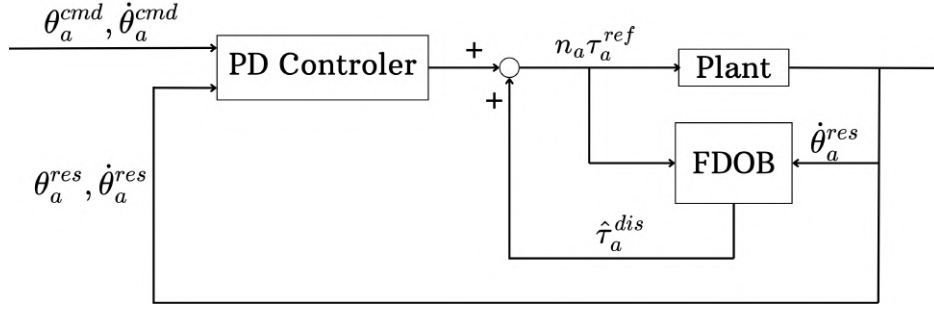 θ_a^{cmd}, θ̇_a^{cmd}
PD Controler
+
+
n_a τ_a^{ref}
Plant
θ_a^{res}, θ̇_a^{res}
FDOB
θ̇_a^{res}
τ̂_a^{dis}